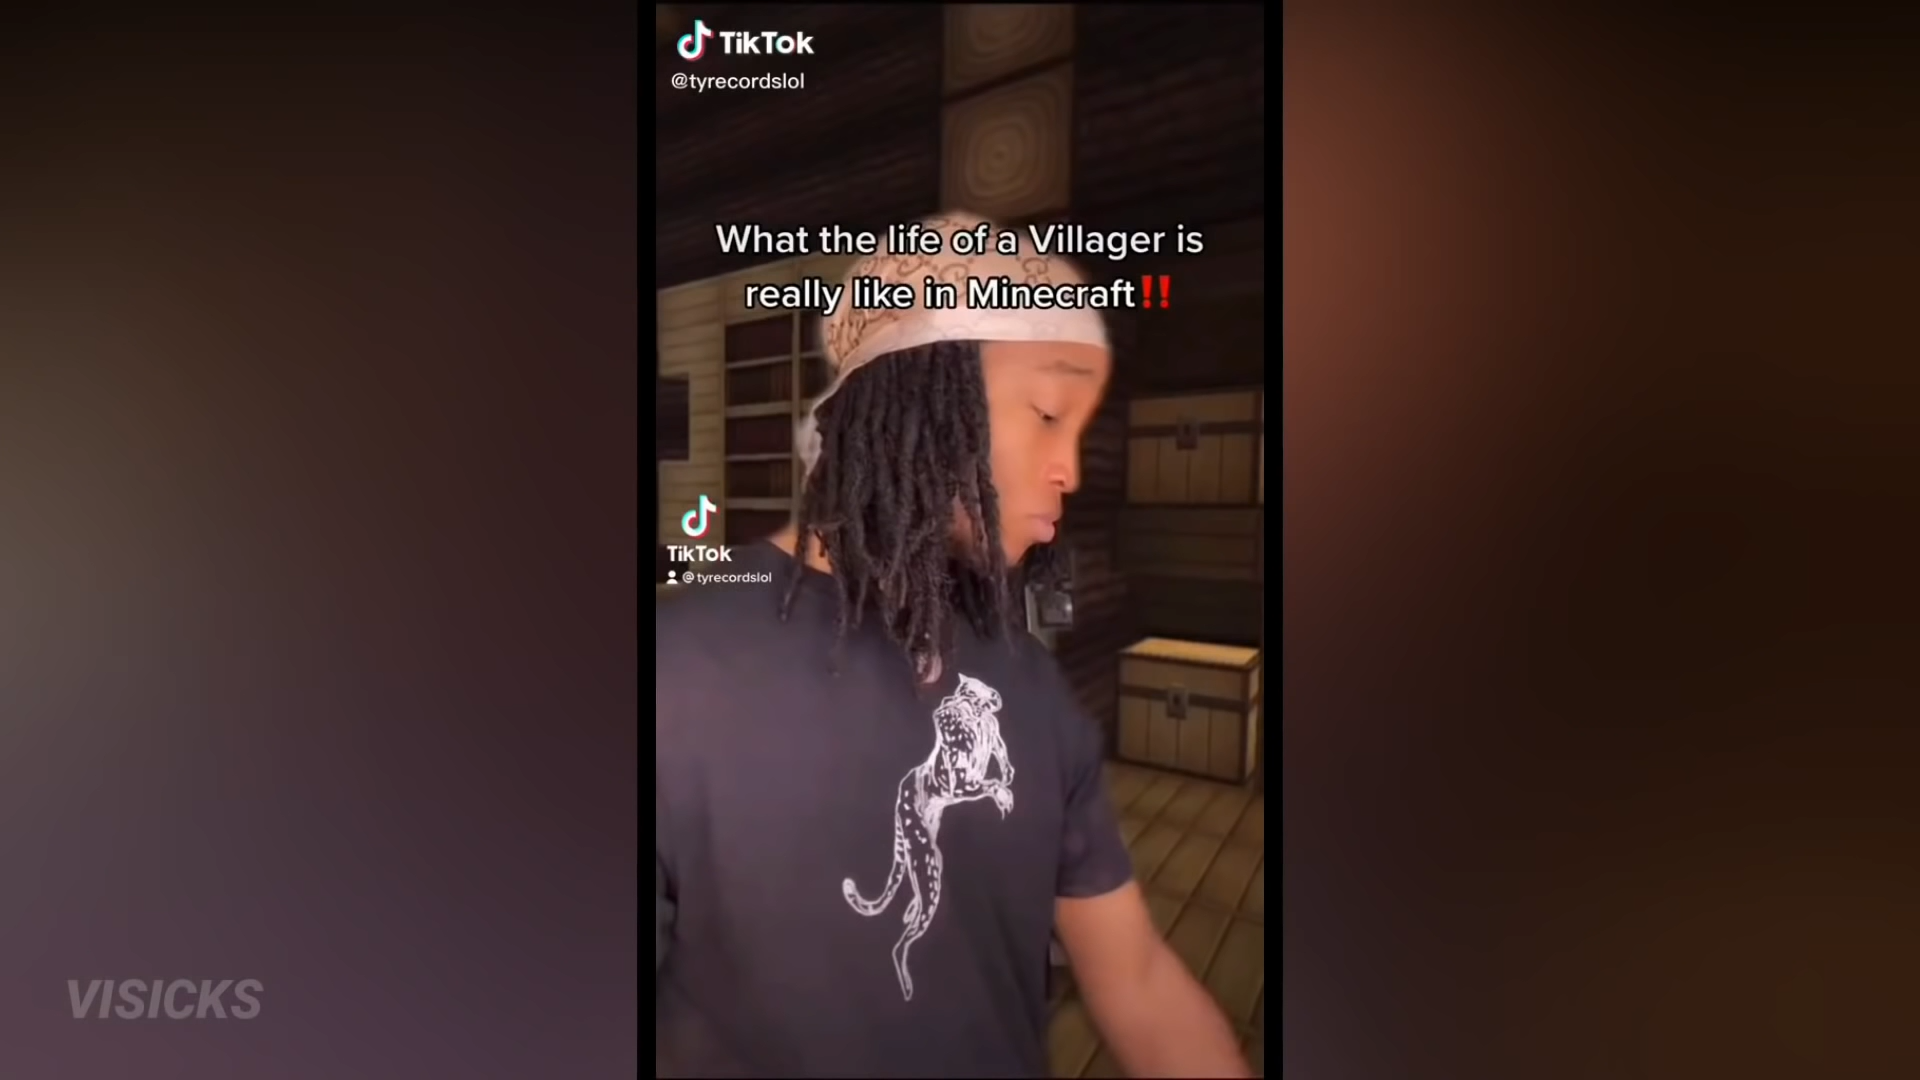 TikTok
@tyrecordslol
What the life of a Villager is
really like in Minecraft‼️
TikTok
@tyrecordslol
VISICKS